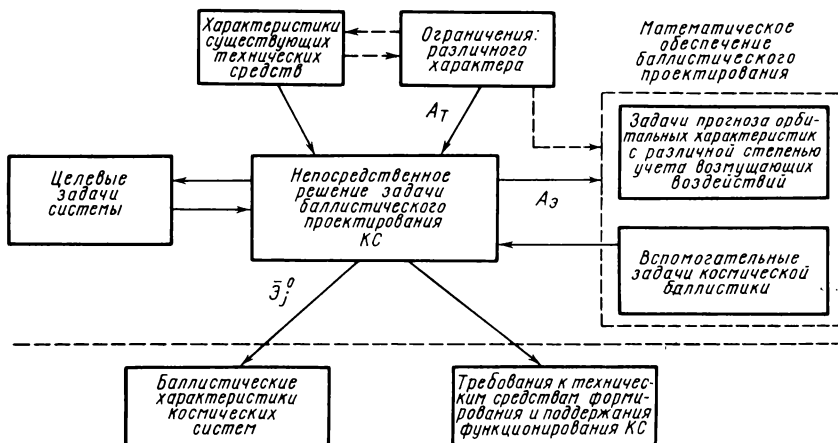 Характеристики
существующих
технических
средств
Ограничения:
различного
характера
Математическое
обеспечение
баллистического
проектирования
A_T
Задачи прогноза орби-
тальных характеристик
с различной степенью
учета возмущающих
воздействий
Целевые
задачи
системы
Непосредственное
решение задачи
баллистического
проектирования
КС
A_Э
Вспомогательные
задачи космической
баллистики
Э̄_j^0
Баллистические
характеристики
космических
систем
Требования к техничес-
ким средствам форми-
рования и поддержания
функционирования КС